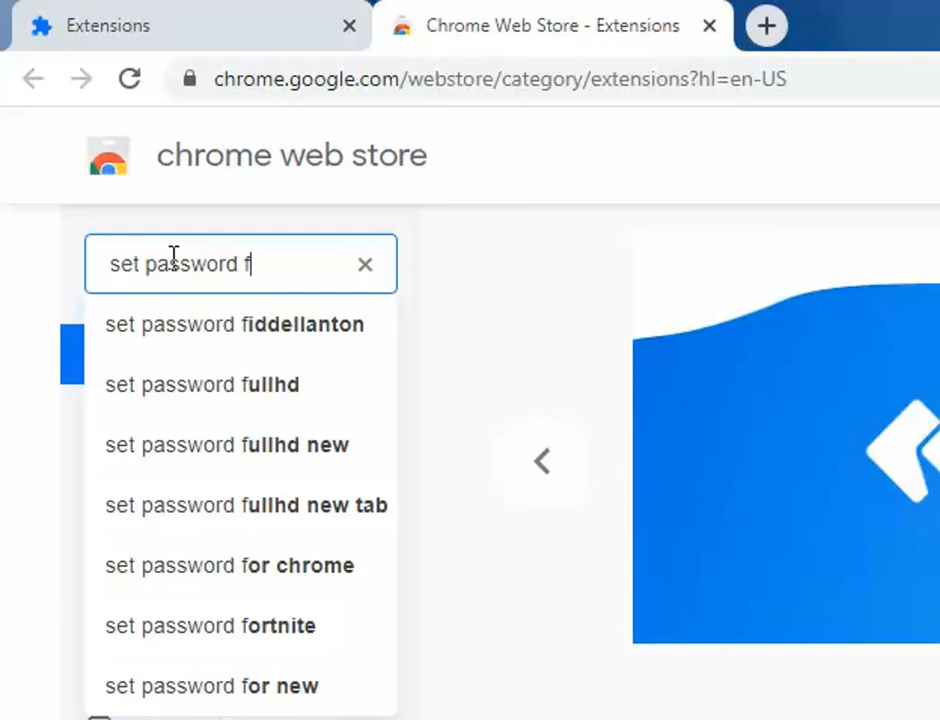 Extensions
Chrome Web Store - Extensions
chrome.google.com/webstore/category/extensions?hl=en-US
chrome web store
set password f
set password fiddellanton
set password fullhd
set password fullhd new
set password fullhd new tab
set password for chrome
set password fortnite
set password for new